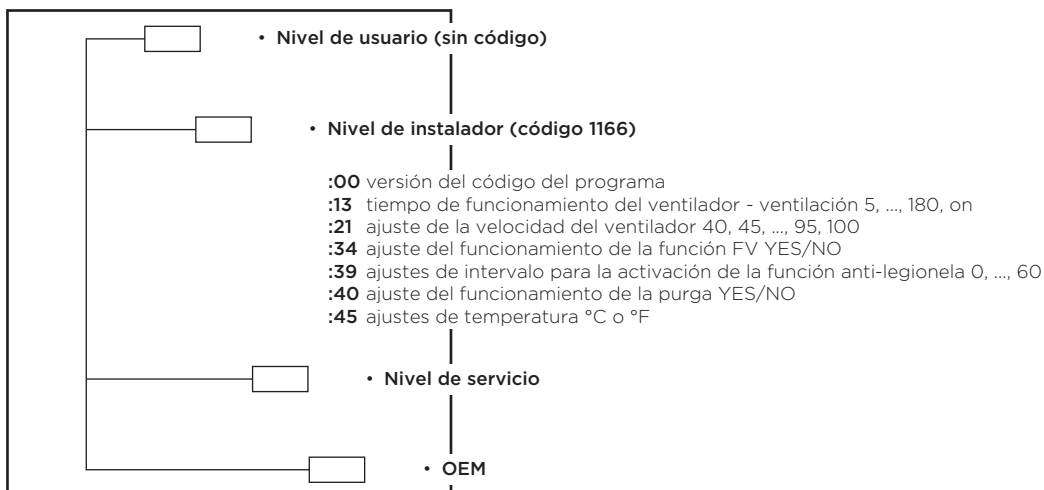 • Nivel de usuario (sin código)
• Nivel de instalador (código 1166)
:00 versión del código del programa
:13 tiempo de funcionamiento del ventilador - ventilación 5, ..., 180, on
:21 ajuste de la velocidad del ventilador 40, 45, ..., 95, 100
:34 ajuste del funcionamiento de la función FV YES/NO
:39 ajustes de intervalo para la activación de la función anti-legionela 0, ..., 60
:40 ajuste del funcionamiento de la purga YES/NO
:45 ajustes de temperatura °C o °F
• Nivel de servicio
• OEM